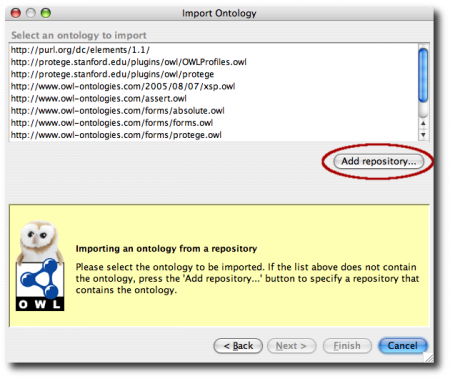 Import Ontology
Select an ontology to import
http://purl.org/dc/elements/1.1/
http://protege.stanford.edu/plugins/owl/OWLProfiles.owl
http://protege.stanford.edu/plugins/owl/protege
http://www.owl-ontologies.com/2005/08/07/xsp.owl
http://www.owl-ontologies.com/assert.owl
http://www.owl-ontologies.com/forms/absolute.owl
http://www.owl-ontologies.com/forms/forms.owl
http://www.owl-ontologies.com/forms/protege.owl
Add repository...
Importing an ontology from a repository
Please select the ontology to be imported. If the list above does not contain
the ontology, press the 'Add repository...' button to specify a repository that
contains the ontology.
OWL
< Back Next > Finish Cancel